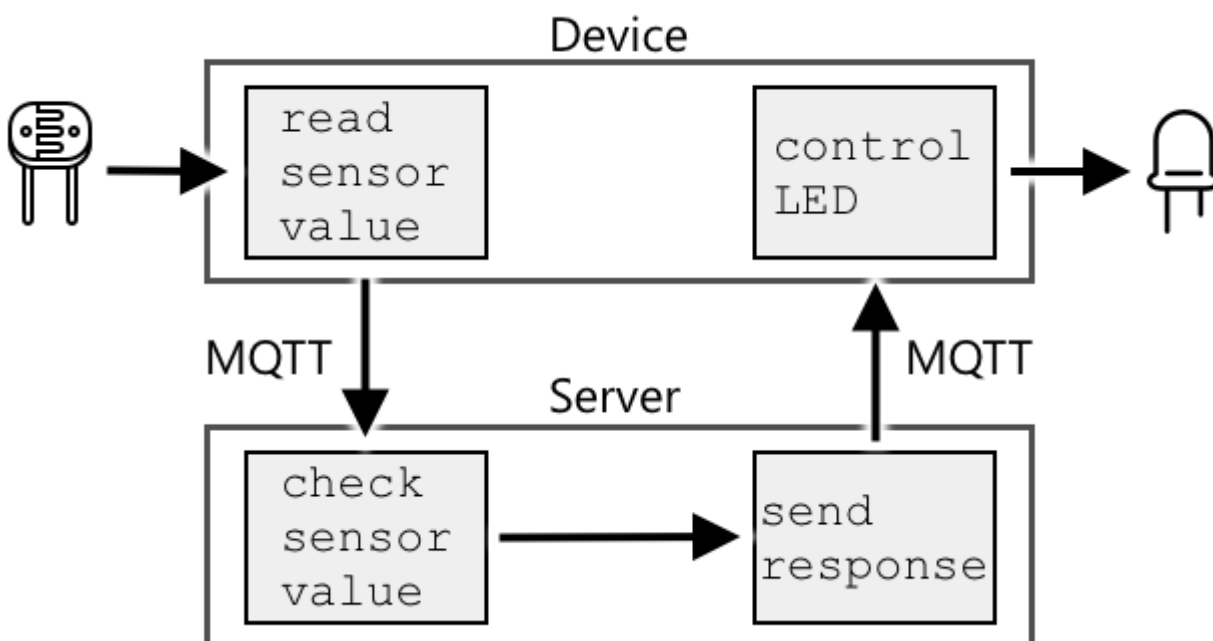 Device
read
sensor
value
control
LED
MQTT
MQTT
Server
check
sensor
value
send
response